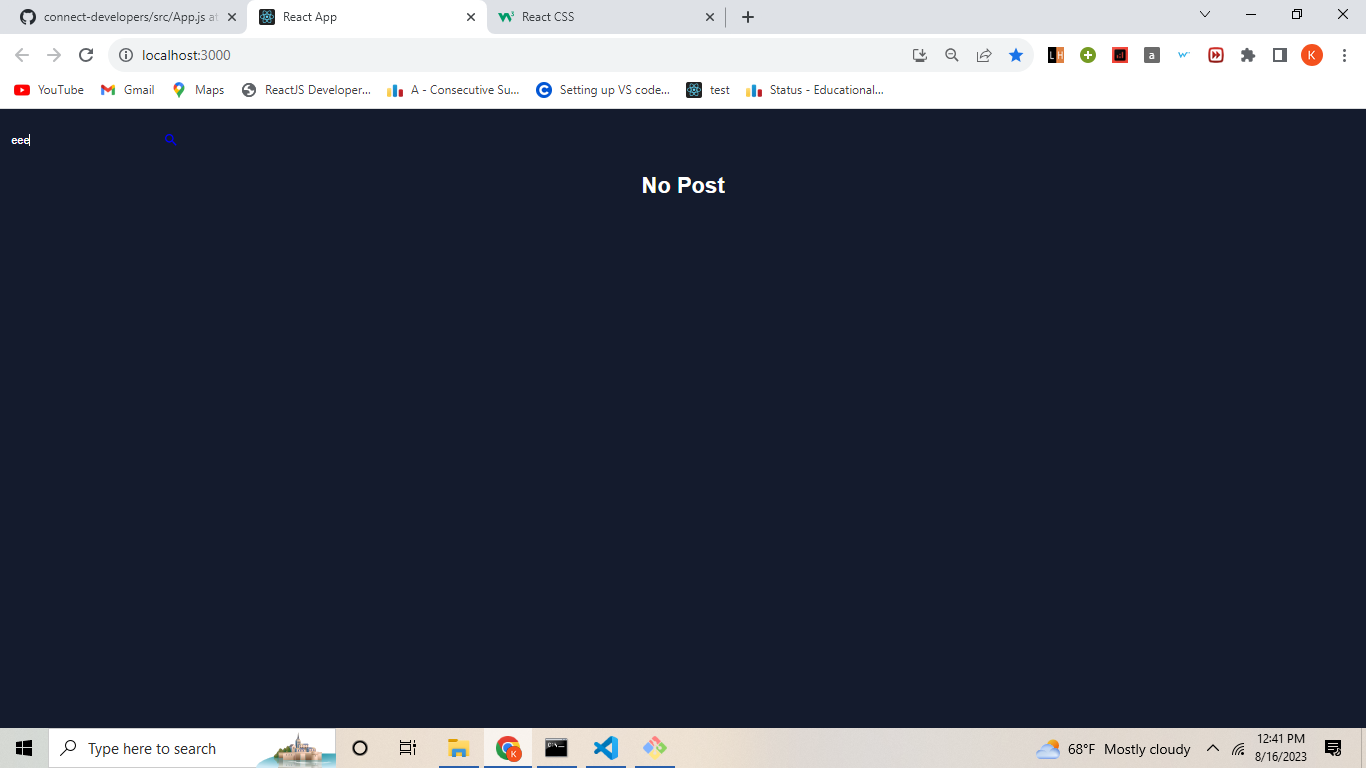 connect-developers/src/App.js at
React App
React CSS
localhost:3000
K
YouTube
Gmail
Maps
ReactJS Developer...
A - Consecutive Su...
Setting up VS code...
test
Status - Educational...
eee
No Post
Type here to search
68°F Mostly cloudy
12:41 PM
8/16/2023